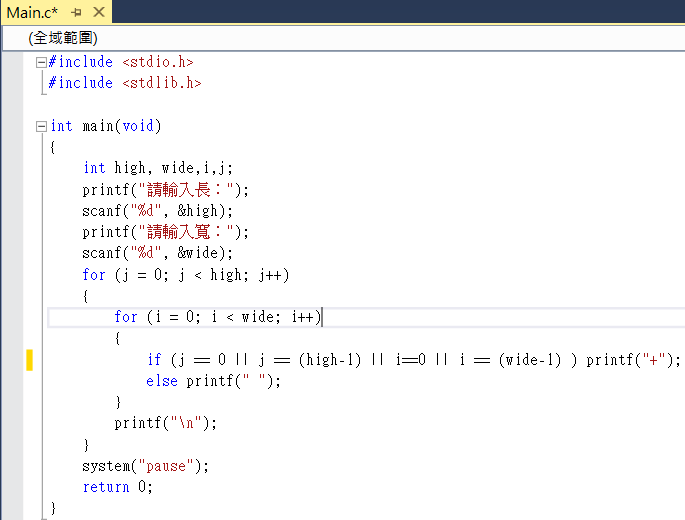 Main.c*
(全域範圍)
#include <stdio.h>
#include <stdlib.h>
int main(void)
{
int high, wide,i,j;
printf("請輸入長：");
scanf("%d", &high);
printf("請輸入寬：");
scanf("%d", &wide);
for (j = 0; j < high; j++)
{
for (i = 0; i < wide; i++)
{
if (j == 0 || j == (high-1) || i==0 || i == (wide-1) ) printf("+");
else printf(" ");
}
printf("\n");
}
system("pause");
return 0;
}